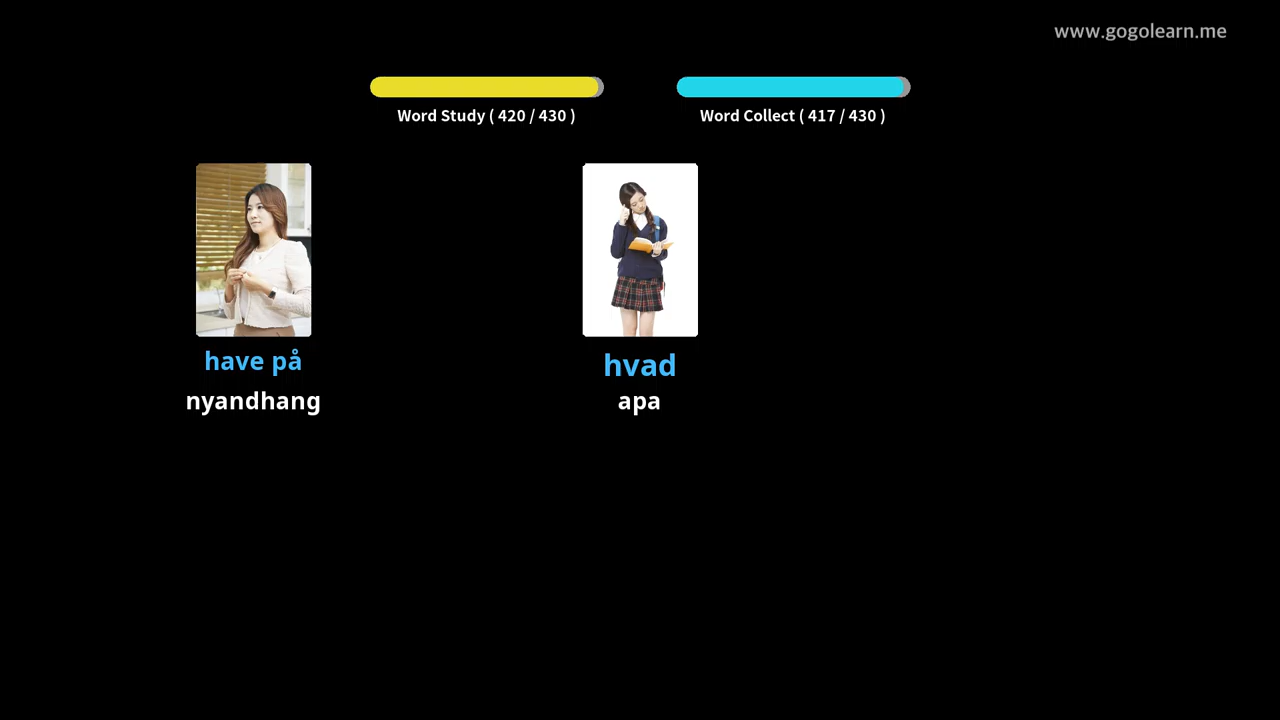 www.gogolearn.me
Word Study ( 420 / 430 )
Word Collect ( 417 / 430 )
have på
hvad
nyandhang
apa